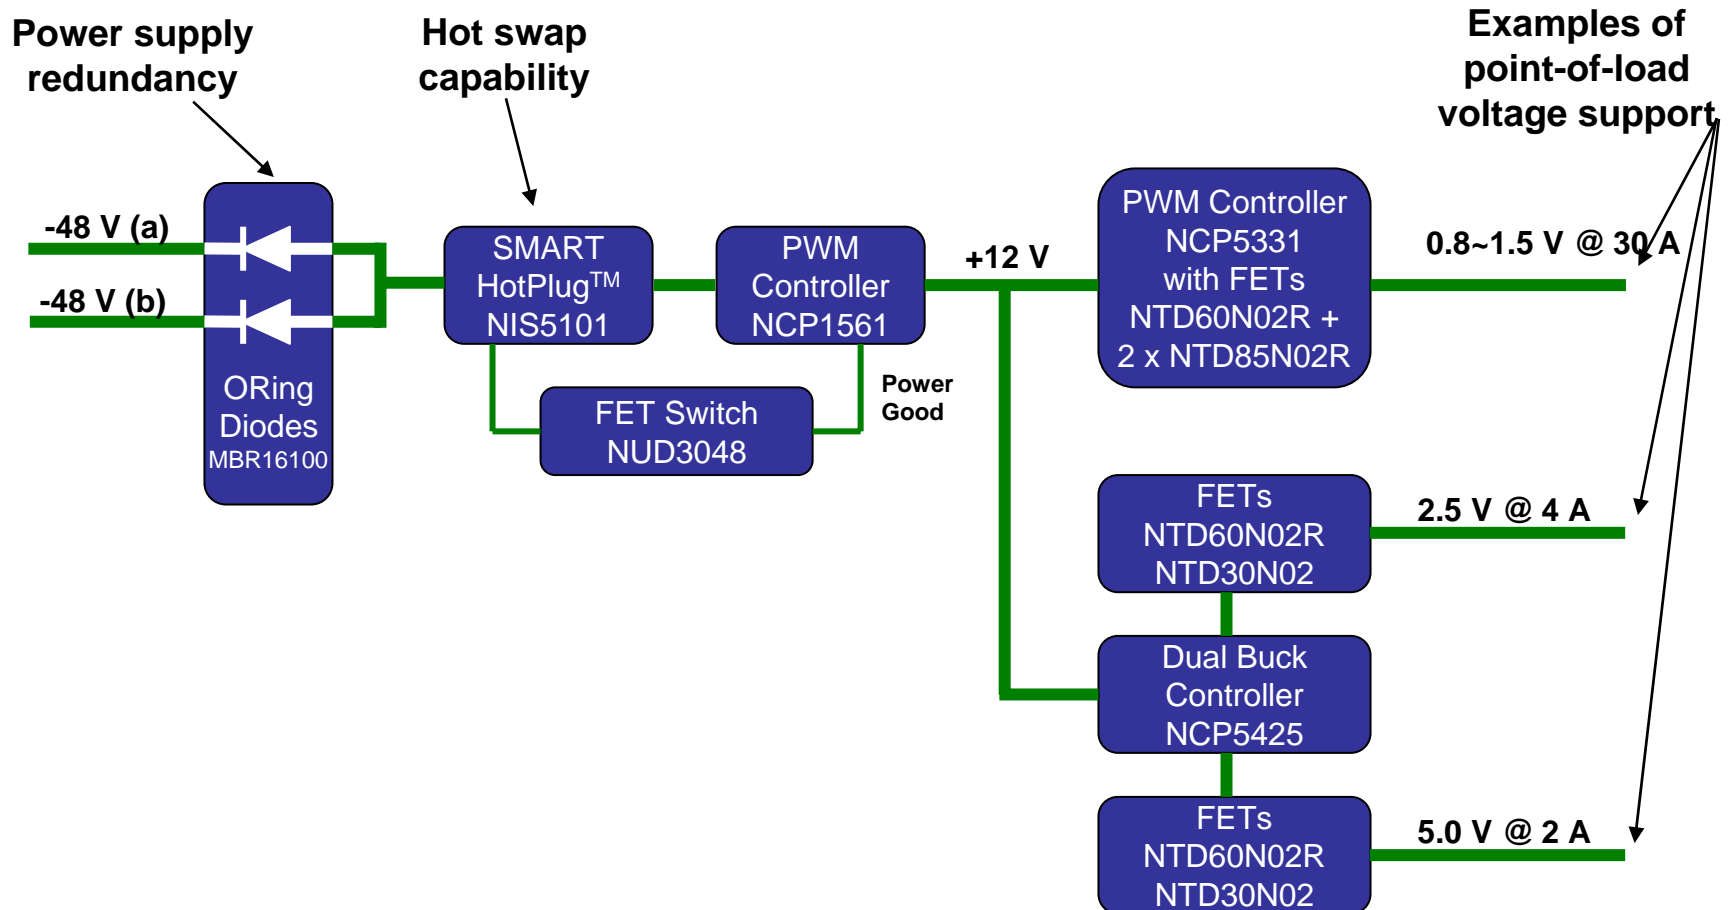 Power supply
redundancy
Hot swap
capability
Examples of
point-of-load
voltage support
-48 V (a)
-48 V (b)
ORing
Diodes
MBR16100
SMART
HotPlug™
NIS5101
PWM
Controller
NCP1561
FET Switch
NUD3048
Power
Good
+12 V
PWM Controller
NCP5331
with FETs
NTD60N02R +
2 x NTD85N02R
0.8~1.5 V @ 30 A
FETs
NTD60N02R
NTD30N02
2.5 V @ 4 A
Dual Buck
Controller
NCP5425
FETs
NTD60N02R
NTD30N02
5.0 V @ 2 A